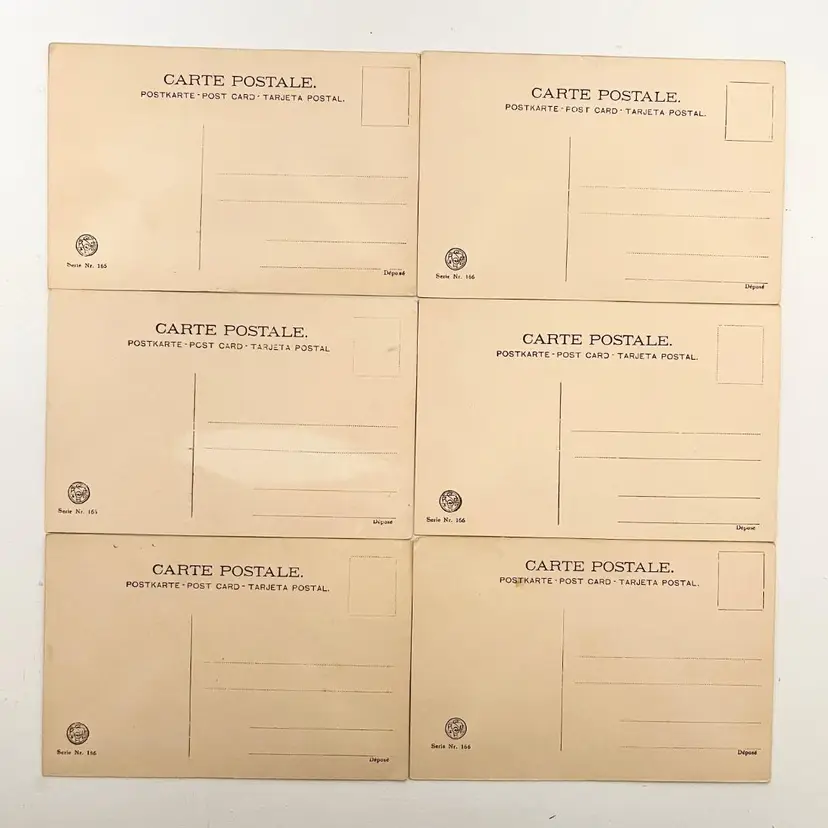 CARTE POSTALE.
POSTKARTE - POST CARD - TARJETA POSTAL.
Serie Nr. 166
Déposé
CARTE POSTALE.
POSTKARTE - POST CARD - TARJETA POSTAL.
Serie Nr. 166
Déposé
CARTE POSTALE.
POSTKARTE - POST CARD - TARJETA POSTAL
Serie Nr. 166
Déposé
CARTE POSTALE.
POSTKARTE - POST CARD - TARJETA POSTAL.
Serie Nr. 166
Déposé
CARTE POSTALE.
POSTKARTE - POST CARD - TARJETA POSTAL.
Serie Nr. 166
Déposé
CARTE POSTALE.
POSTKARTE - POST CARD - TARJETA POSTAL.
Serie Nr. 166
Déposé